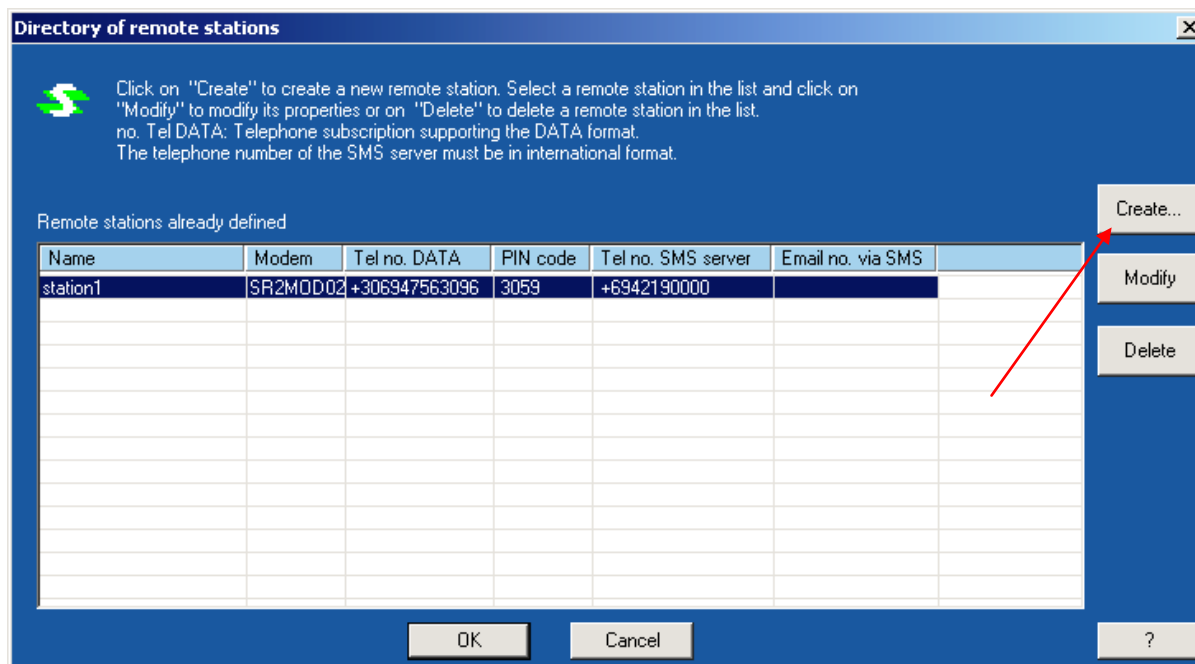 Directory of remote stations
Click on "Create" to create a new remote station. Select a remote station in the list and click on
"Modify" to modify its properties or on "Delete" to delete a remote station in the list.
no. Tel DATA: Telephone subscription supporting the DATA format.
The telephone number of the SMS server must be in international format.
Create...
Remote stations already defined
Name Modem Tel no. DATA PIN code Tel no. SMS server Email no. via SMS
Modify
station1 SR2MOD02 +306947563096 3059 +6942190000
Delete
OK Cancel ?